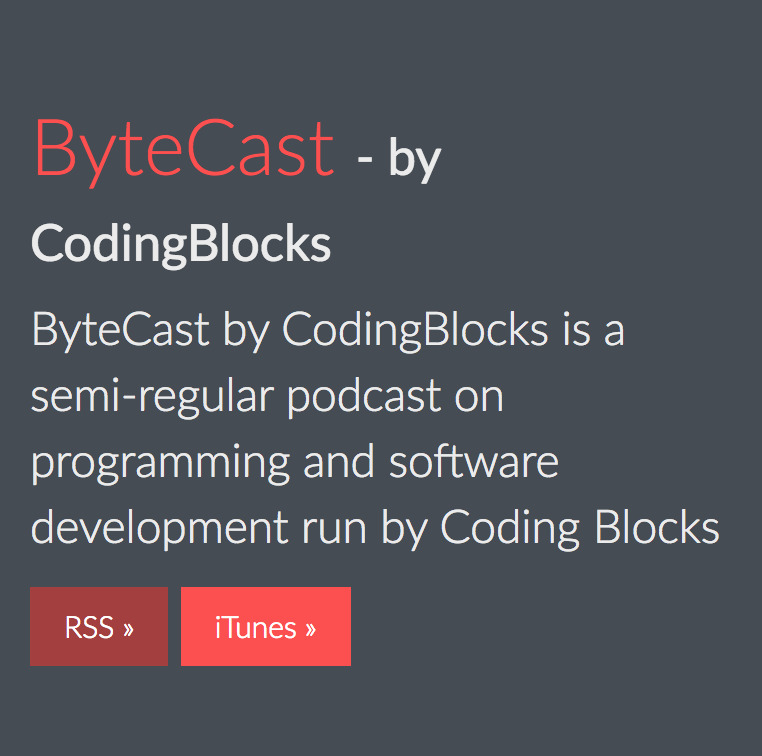 ByteCast - by
CodingBlocks
ByteCast by CodingBlocks is a
semi-regular podcast on
programming and software
development run by Coding Blocks
RSS »
iTunes »